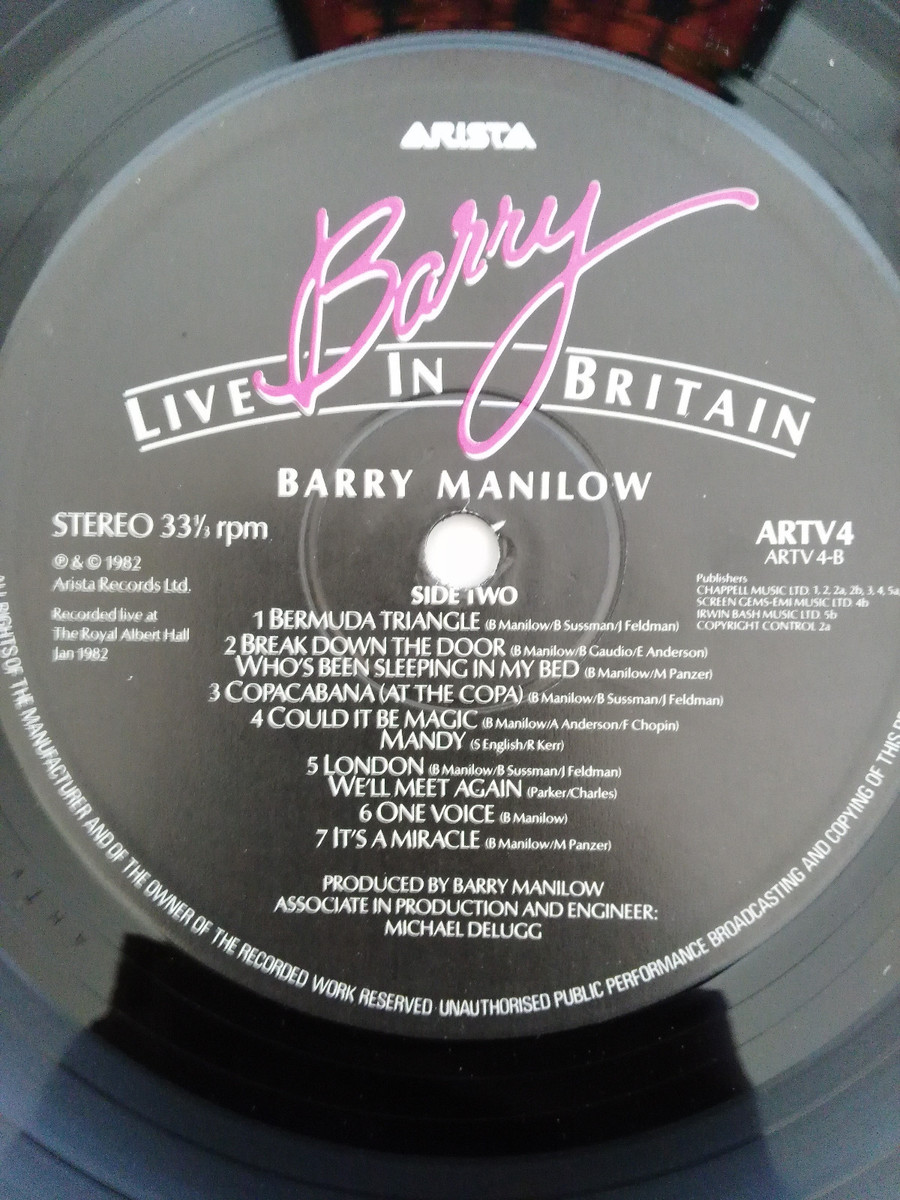 ARISTA
Barry
LIVE IN BRITAIN
BARRY MANILOW
STEREO 33⅓ rpm
℗ & © 1982
Arista Records Ltd.
Recorded live at
The Royal Albert Hall
Jan 1982
ARTV4
ARTV 4-B
Publishers
CHAPPELL MUSIC LTD. 1, 2, 2a, 2b, 3, 4, 5a,
SCREEN GEMS-EMI MUSIC LTD. 4b
IRWIN BASH MUSIC LTD. 5b
COPYRIGHT CONTROL 2a
SIDE TWO
1 BERMUDA TRIANGLE (B Manilow/B Sussman/J Feldman)
2 BREAK DOWN THE DOOR (B Manilow/B Gaudio/E Anderson)
WHO'S BEEN SLEEPING IN MY BED (B Manilow/M Panzer)
3 COPACABANA (AT THE COPA) (B Manilow/B Sussman/J Feldman)
4 COULD IT BE MAGIC (B Manilow/A Anderson/F Chopin)
MANDY (S English/R Kerr)
5 LONDON (B Manilow/B Sussman/J Feldman)
WE'LL MEET AGAIN (Parker/Charles)
6 ONE VOICE (B Manilow)
7 IT'S A MIRACLE (B Manilow/M Panzer)
PRODUCED BY BARRY MANILOW
ASSOCIATE IN PRODUCTION AND ENGINEER:
MICHAEL DELUGG
ALL RIGHTS OF THE MANUFACTURER AND OF THE OWNER OF THE RECORDED WORK RESERVED · UNAUTHORISED PUBLIC PERFORMANCE BROADCASTING AND COPYING OF THIS